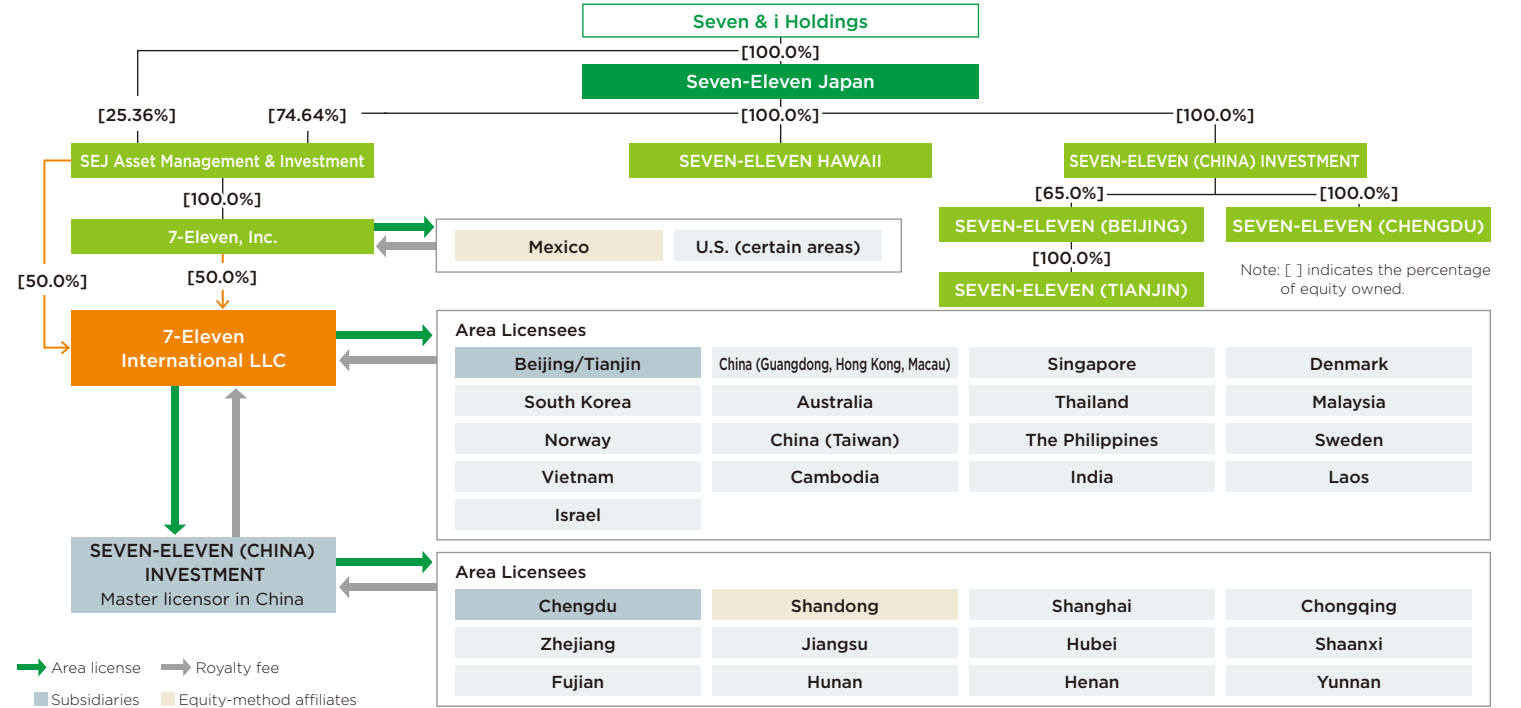 Seven & i Holdings
[100.0%]
Seven-Eleven Japan
[25.36%]
[74.64%]
[100.0%]
[100.0%]
SEJ Asset Management & Investment
SEVEN-ELEVEN HAWAII
SEVEN-ELEVEN (CHINA) INVESTMENT
[100.0%]
[65.0%]
[100.0%]
7-Eleven, Inc.
Mexico
U.S. (certain areas)
SEVEN-ELEVEN (BEIJING)
SEVEN-ELEVEN (CHENGDU)
[100.0%]
SEVEN-ELEVEN (TIANJIN)
Note: [ ] indicates the percentage
of equity owned.
[50.0%]
[50.0%]
7-Eleven
International LLC
Area Licensees
Beijing/Tianjin
China (Guangdong, Hong Kong, Macau)
Singapore
Denmark
South Korea
Australia
Thailand
Malaysia
Norway
China (Taiwan)
The Philippines
Sweden
Vietnam
Cambodia
India
Laos
Israel
SEVEN-ELEVEN (CHINA)
INVESTMENT
Master licensor in China
Area Licensees
Chengdu
Shandong
Shanghai
Chongqing
Zhejiang
Jiangsu
Hubei
Shaanxi
Fujian
Hunan
Henan
Yunnan
Area license
Royalty fee
Subsidiaries
Equity-method affiliates